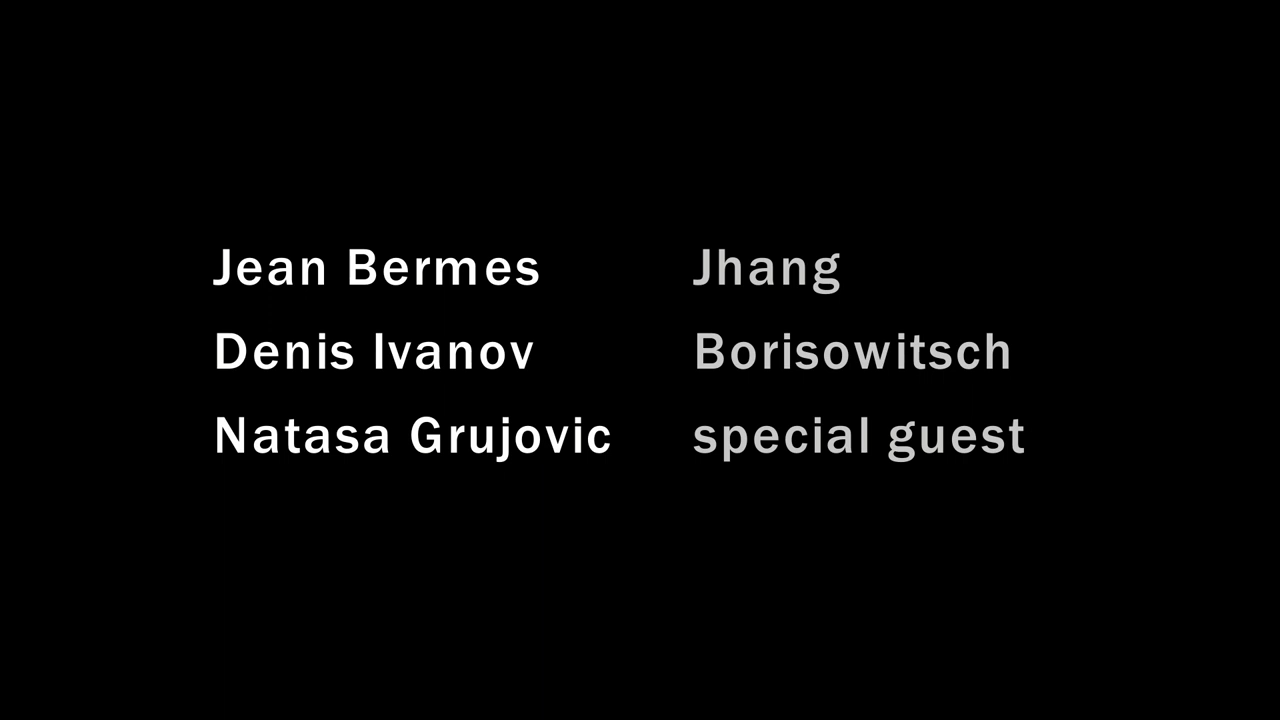 Jean Bermes Jhang
Denis Ivanov Borisowitsch
Natasa Grujovic special guest